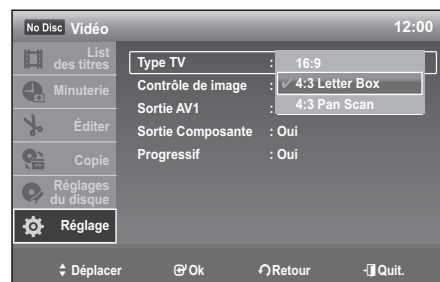 No Disc Vidéo 12:00
List
des titres
Minuterie
Éditer
Copie
Réglages
du disque
Réglage
Type TV : 16:9
Contrôle de image : ✔ 4:3 Letter Box
Sortie AV1 : 4:3 Pan Scan
Sortie Composante : Oui
Progressif : Oui
Déplacer Ok Retour Quit.